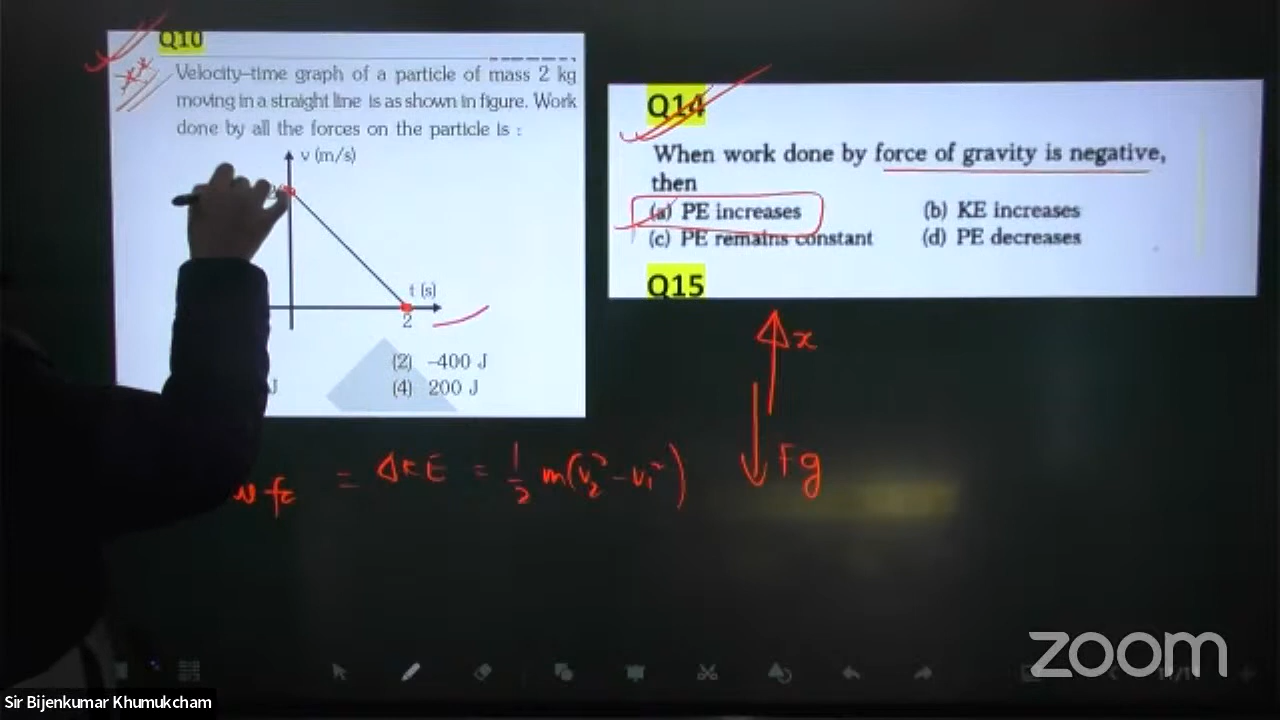 Q10
Velocity–time graph of a particle of mass 2 kg
moving in a straight line is as shown in figure. Work
done by all the forces on the particle is :
v (m/s)
t (s)
2
(2) –400 J
J
(4) 200 J
Q14
When work done by force of gravity is negative,
then
(a) PE increases
(b) KE increases
(c) PE remains constant
(d) PE decreases
Q15
x
Fg
= ΔKE = 1/2 m(v₂² - v₁²)
zoom
Sir Bijenkumar Khumukcham